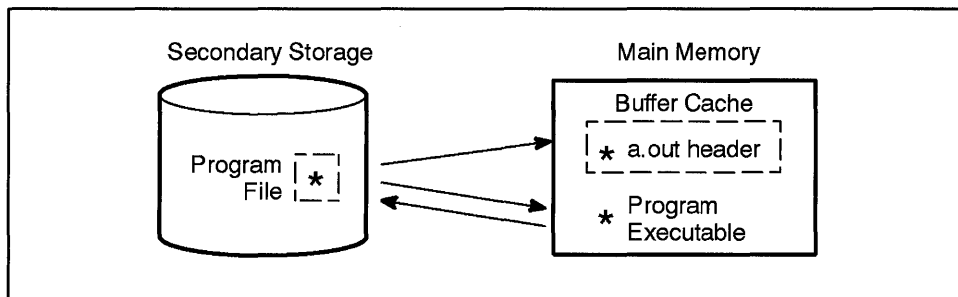 Secondary Storage
Main Memory
Program
File
*
Buffer Cache
* a.out header
* Program
Executable